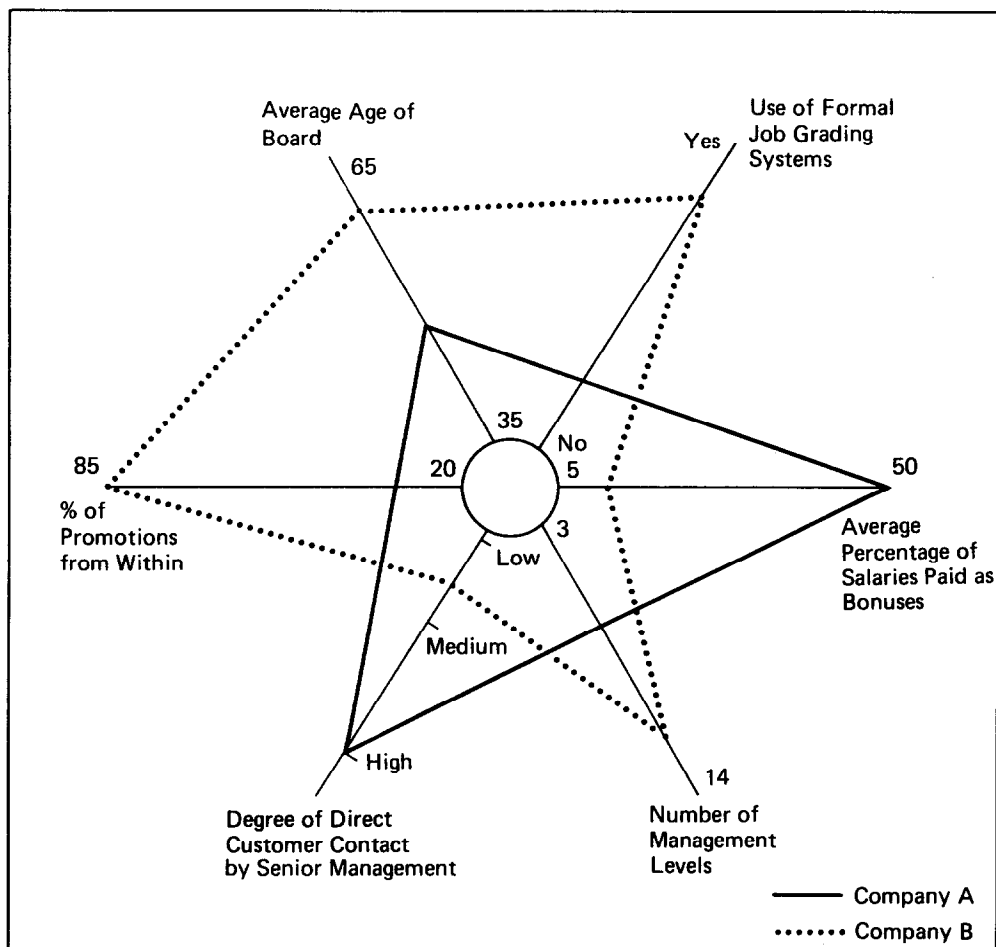 Average Age of
Board
65
Use of Formal
Job Grading
Systems
Yes
35
No
85
20
5
50
% of
Promotions
from Within
3
Low
Average
Percentage of
Salaries Paid as
Bonuses
Medium
High
14
Degree of Direct
Customer Contact
by Senior Management
Number of
Management
Levels
Company A
Company B